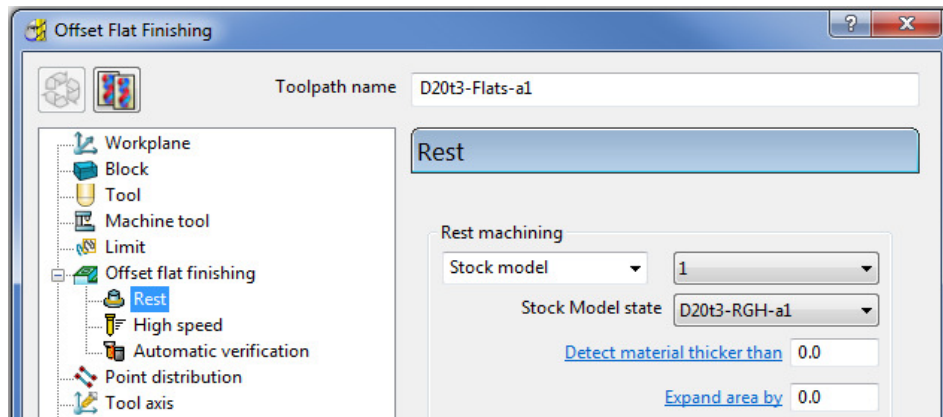 Offset Flat Finishing
Toolpath name D20t3-Flats-a1
Workplane
Block
Tool
Machine tool
Limit
Offset flat finishing
Rest
High speed
Automatic verification
Point distribution
Tool axis
Rest
Rest machining
Stock model 1
Stock Model state D20t3-RGH-a1
Detect material thicker than 0.0
Expand area by 0.0